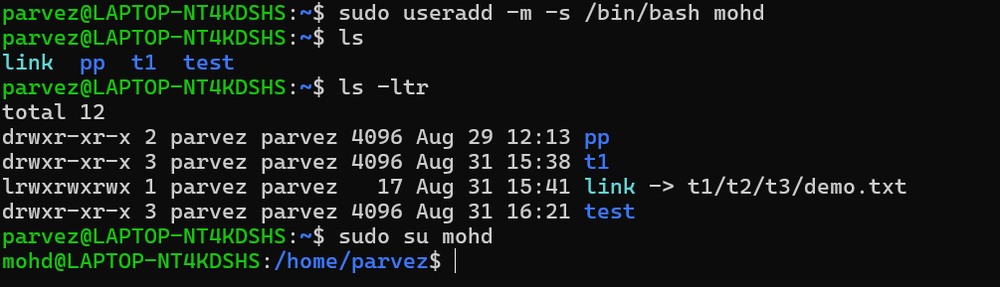 parvez@LAPTOP-NT4KDSHS:~$ sudo useradd -m -s /bin/bash mohd
parvez@LAPTOP-NT4KDSHS:~$ ls
link  pp  t1  test
parvez@LAPTOP-NT4KDSHS:~$ ls -ltr
total 12
drwxr-xr-x 2 parvez parvez 4096 Aug 29 12:13 pp
drwxr-xr-x 3 parvez parvez 4096 Aug 31 15:38 t1
lrwxrwxrwx 1 parvez parvez   17 Aug 31 15:41 link -> t1/t2/t3/demo.txt
drwxr-xr-x 3 parvez parvez 4096 Aug 31 16:21 test
parvez@LAPTOP-NT4KDSHS:~$ sudo su mohd
mohd@LAPTOP-NT4KDSHS:/home/parvez$